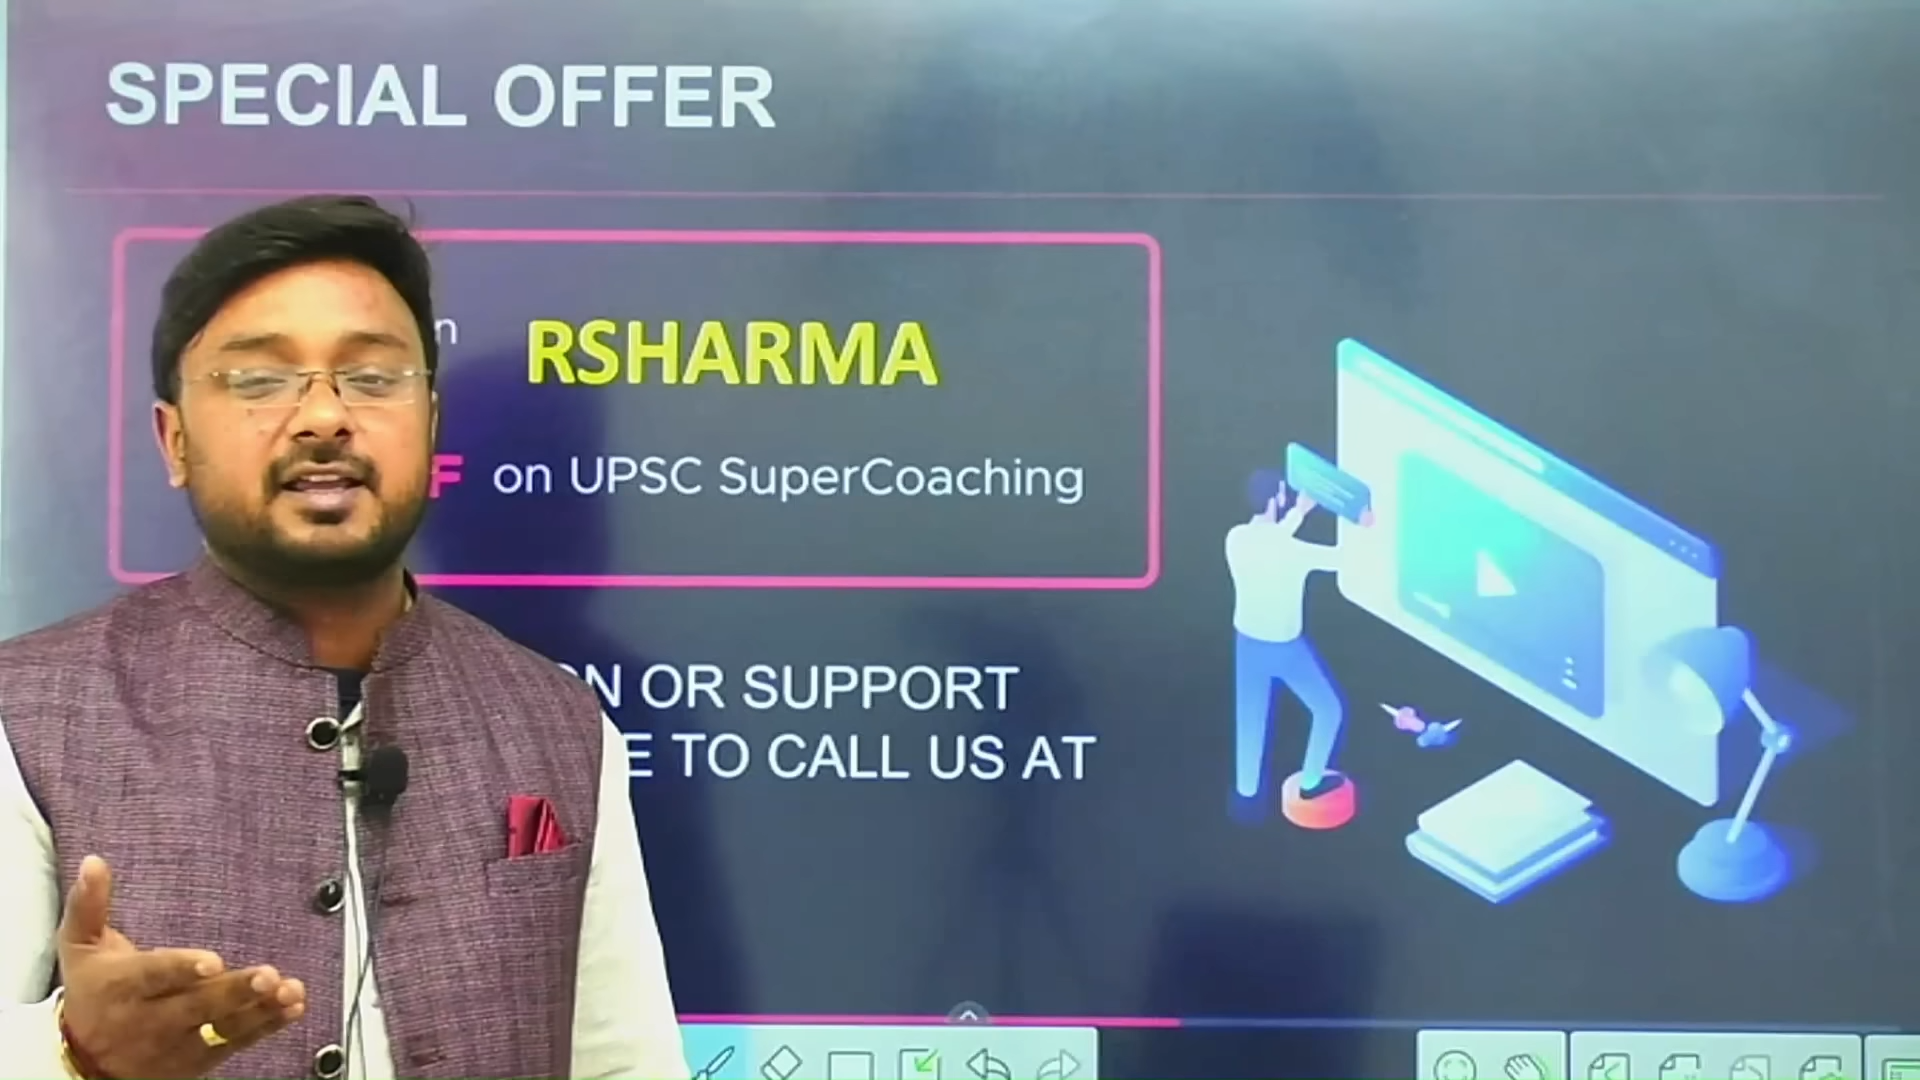 SPECIAL OFFER
RSHARMA
on UPSC SuperCoaching
OR SUPPORT
TO CALL US AT